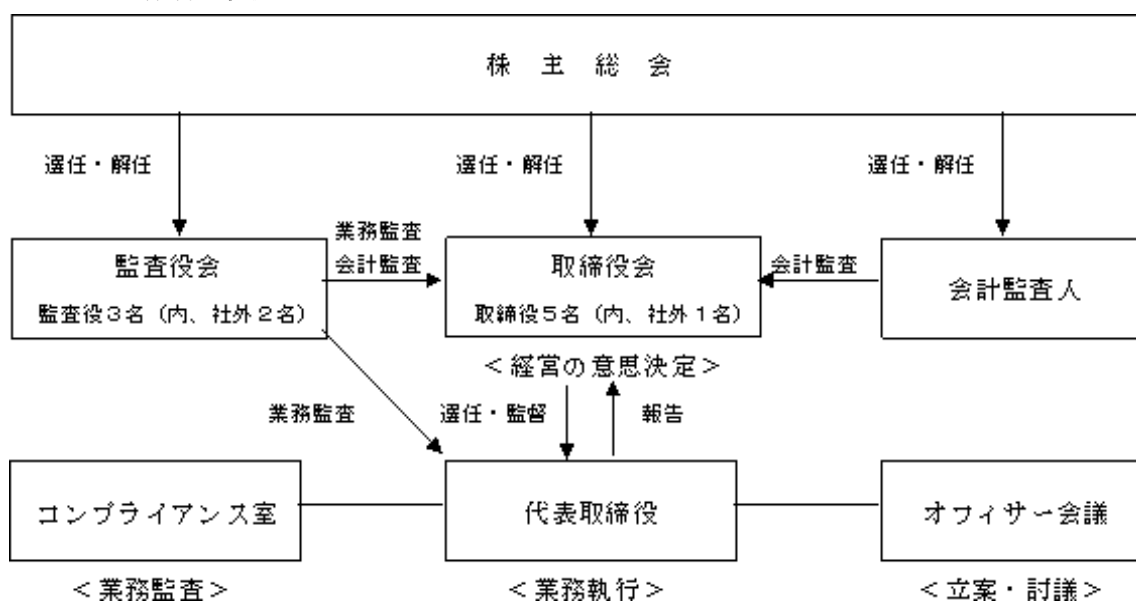 株主総会
選任・解任
選任・解任
選任・解任
業務監査
監査役会
会計監査
取締役会
会計監査
会計監査人
監査役３名（内、社外２名）
取締役５名（内、社外１名）
＜経営の意思決定＞
業務監査
選任・監督
報告
コンプライアンス室
代表取締役
オフィサー会議
＜業務監査＞
＜業務執行＞
＜立案・討議＞